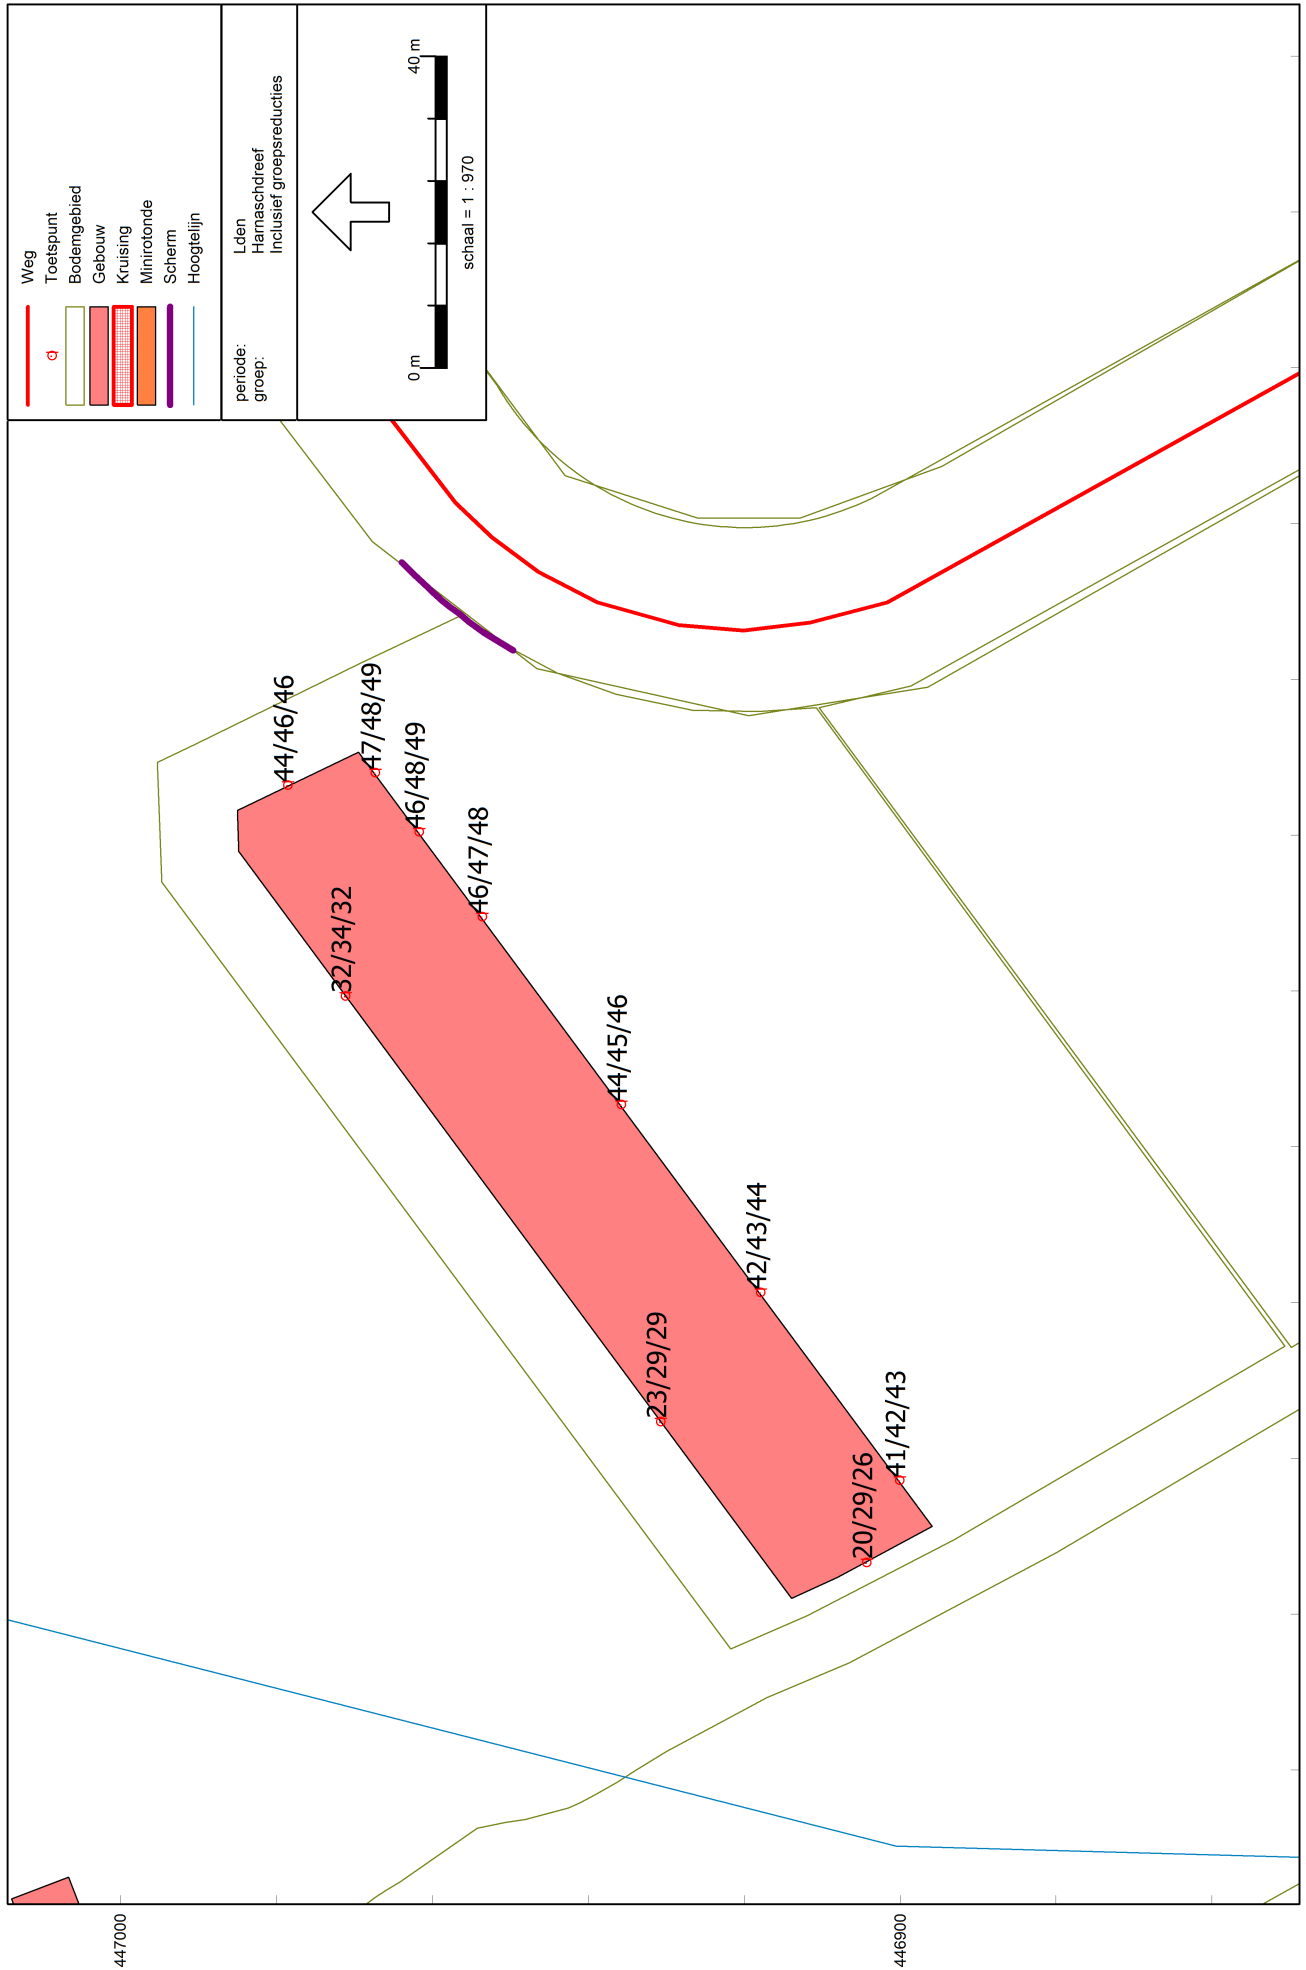 Weg
Toetspunt
Bodemgebied
Gebouw
Kruising
Minirotonde
Scherm
Hoogtelijn
periode: Lden
groep: Harnaschdreef
Inclusief groepsreducties
0 m 40 m
schaal = 1 : 970
44/46/46
47/48/49
46/48/49
46/47/48
32/34/32
44/45/46
42/43/44
23/29/29
41/42/43
20/29/26
447000
446900